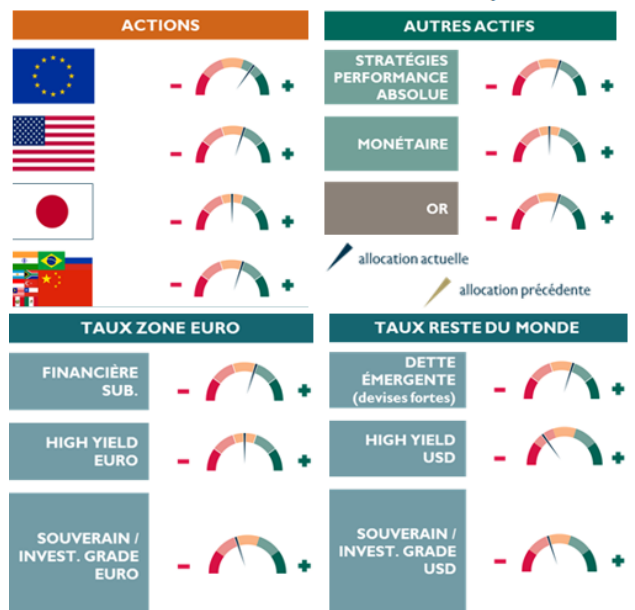 ACTIONS
- +
- +
- +
- +
AUTRES ACTIFS
STRATÉGIES
PERFORMANCE
ABSOLUE
- +
MONÉTAIRE
- +
OR
- +
allocation actuelle
allocation précédente
TAUX ZONE EURO
FINANCIÈRE
SUB.
- +
HIGH YIELD
EURO
- +
SOUVERAIN /
INVEST. GRADE
EURO
- +
TAUX RESTE DU MONDE
DETTE
ÉMERGENTE
(devises fortes)
- +
HIGH YIELD
USD
- +
SOUVERAIN /
INVEST. GRADE
USD
- +